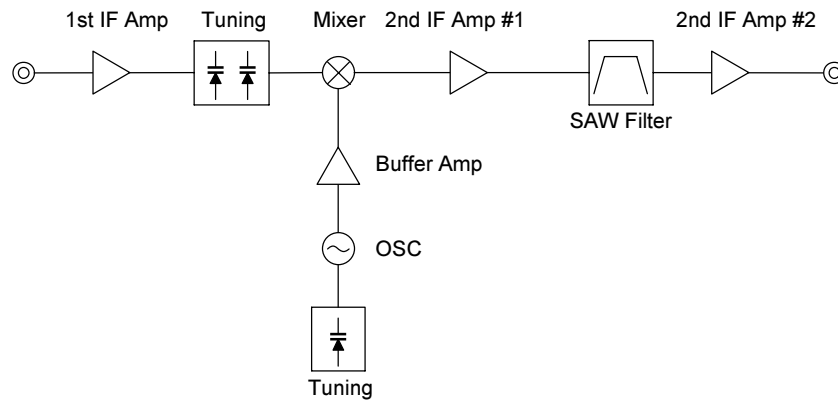 1st IF Amp
Tuning
Mixer
2nd IF Amp #1
2nd IF Amp #2
SAW Filter
Buffer Amp
OSC
Tuning